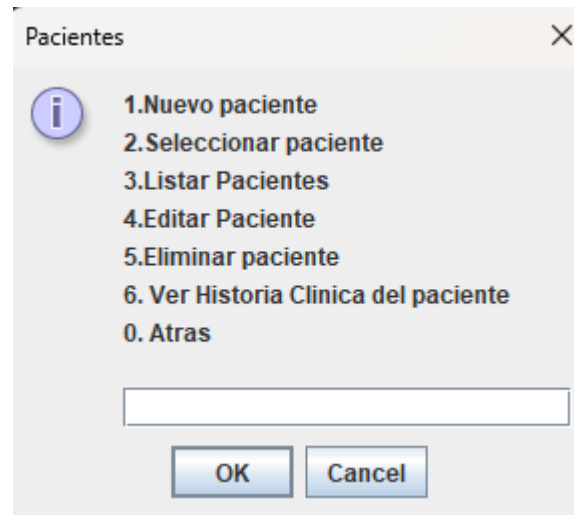 Pacientes
1.Nuevo paciente
2.Seleccionar paciente
3.Listar Pacientes
4.Editar Paciente
5.Eliminar paciente
6. Ver Historia Clinica del paciente
0. Atras
OK Cancel